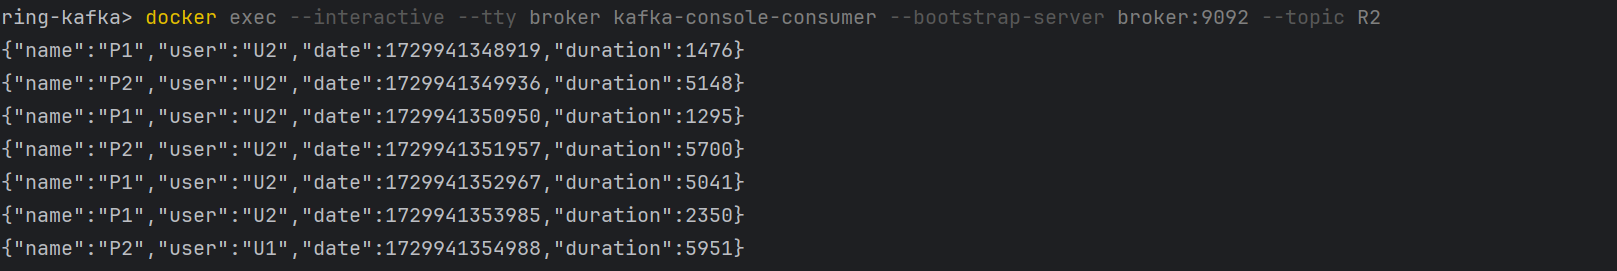 ring-kafka> docker exec --interactive --tty broker kafka-console-consumer --bootstrap-server broker:9092 --topic R2
{"name":"P1","user":"U2","date":1729941348919,"duration":1476}
{"name":"P2","user":"U2","date":1729941349936,"duration":5148}
{"name":"P1","user":"U2","date":1729941350950,"duration":1295}
{"name":"P2","user":"U2","date":1729941351957,"duration":5700}
{"name":"P1","user":"U2","date":1729941352967,"duration":5041}
{"name":"P1","user":"U2","date":1729941353985,"duration":2350}
{"name":"P2","user":"U1","date":1729941354988,"duration":5951}